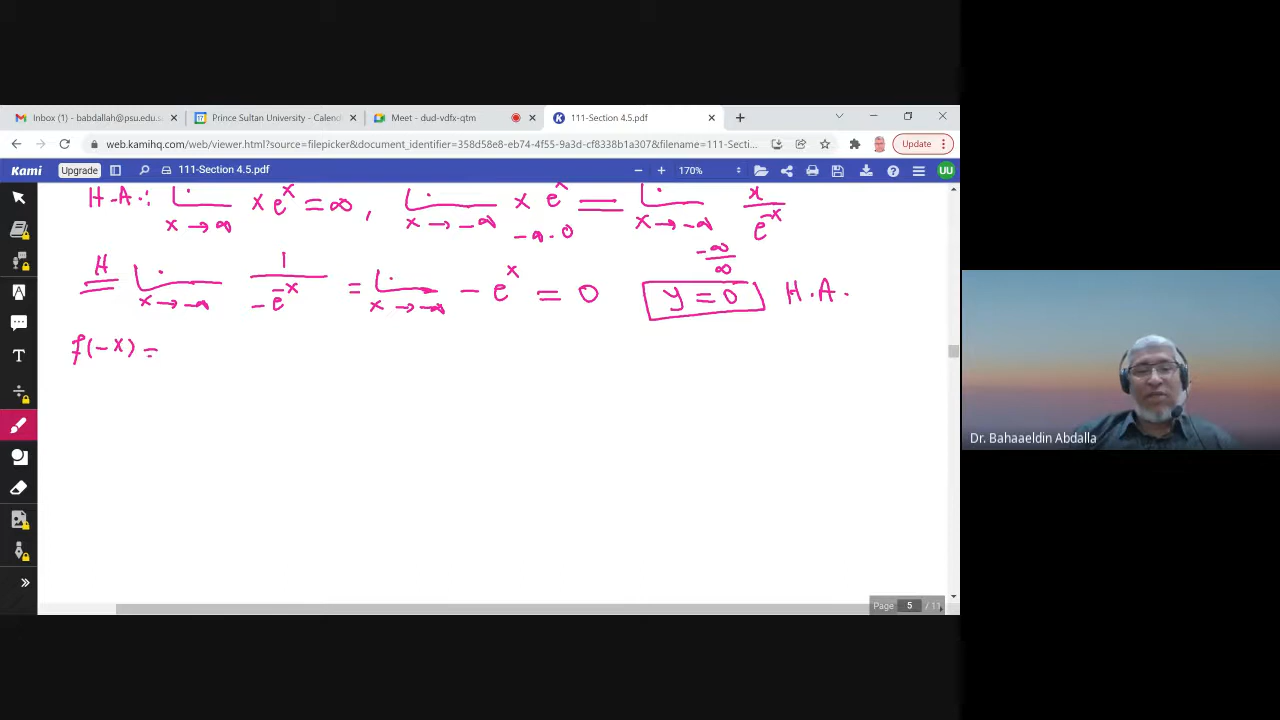 Inbox (1) - babdallah@psu.edu.s
Prince Sultan University - Calend
Meet - dud-vdfx-qtm
111-Section 4.5.pdf
web.kamihq.com/web/viewer.html?source=filepicker&document_identifier=358d58e8-eb74-4f55-9a3d-cf8338b1a307&filename=111-Secti...
Update
Kami
Upgrade
111-Section 4.5.pdf
170%
UU
H.A: lim x→∞ x e^x = ∞, lim x→-∞ x e^x = lim x→-∞ x/e^-x
-∞·0
-∞/∞
H= lim x→-∞ 1/-e^-x = lim x→-∞ -e^x = 0 y = 0 H.A.
f(-x) =
Page 5 / 11
Dr. Bahaaeldin Abdalla